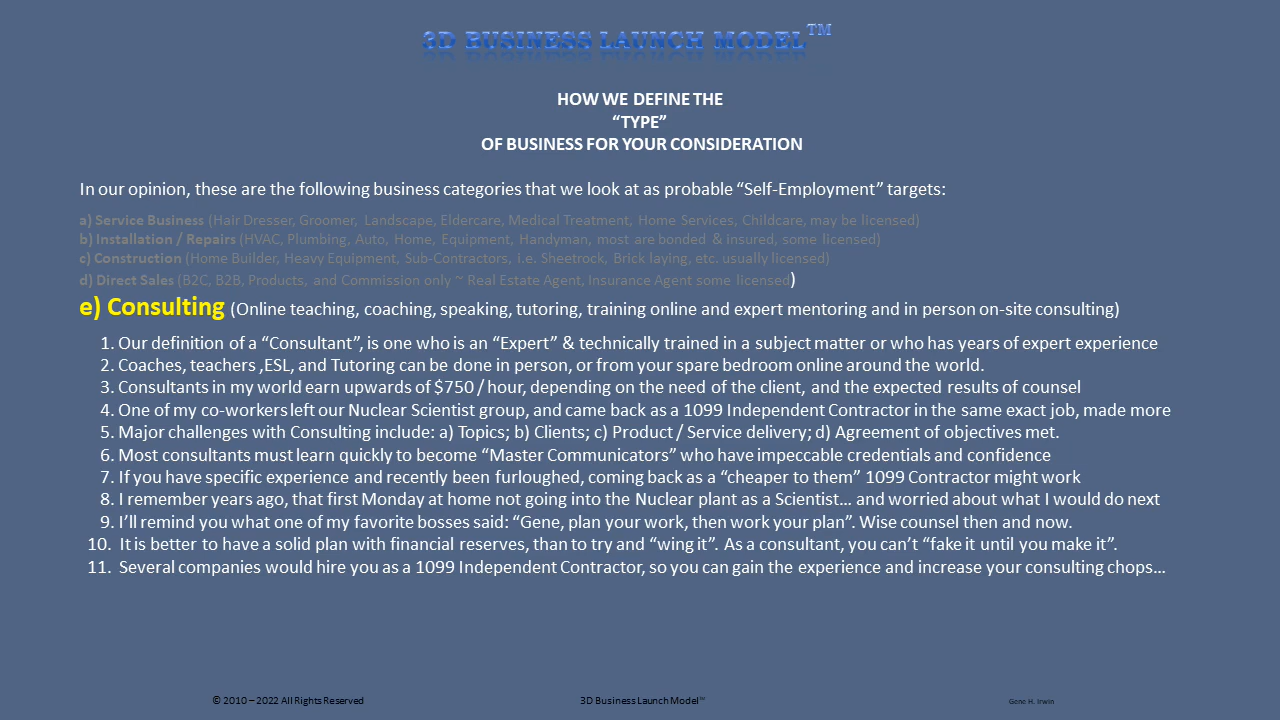 3D BUSINESS LAUNCH MODEL™
HOW WE DEFINE THE
“TYPE”
OF BUSINESS FOR YOUR CONSIDERATION
In our opinion, these are the following business categories that we look at as probable “Self-Employment” targets:
a) Service Business (Hair Dresser, Groomer, Landscape, Eldercare, Medical Treatment, Home Services, Childcare, may be licensed)
b) Installation / Repairs (HVAC, Plumbing. Auto, Home, Equipment, Handyman, most are bonded & insured, some licensed)
c) Construction (Home Builder, Heavy Equipment, Sub-Contractors, i.e. Sheetrock, Brick laying, etc. usually licensed)
d) Direct Sales (B2C, B2B, Products, and Commission only ~ Real Estate Agent, Insurance Agent some licensed)
e) Consulting (Online teaching, coaching, speaking, tutoring, training online and expert mentoring and in person on-site consulting)
1. Our definition of a “Consultant”, is one who is an “Expert” & technically trained in a subject matter or who has years of expert experience
2. Coaches, teachers ,ESL, and Tutoring can be done in person, or from your spare bedroom online around the world.
3. Consultants in my world earn upwards of $750 / hour, depending on the need of the client, and the expected results of counsel
4. One of my co-workers left our Nuclear Scientist group, and came back as a 1099 Independent Contractor in the same exact job, made more
5. Major challenges with Consulting include: a) Topics; b) Clients; c) Product / Service delivery; d) Agreement of objectives met.
6. Most consultants must learn quickly to become “Master Communicators” who have impeccable credentials and confidence
7. If you have specific experience and recently been furloughed, coming back as a “cheaper to them” 1099 Contractor might work
8. I remember years ago, that first Monday at home not going into the Nuclear plant as a Scientist... and worried about what I would do next
9. I’ll remind you what one of my favorite bosses said: “Gene, plan your work, then work your plan”. Wise counsel then and now.
10. It is better to have a solid plan with financial reserves, than to try and “wing it”. As a consultant, you can’t “fake it until you make it”.
11. Several companies would hire you as a 1099 Independent Contractor, so you can gain the experience and increase your consulting chops...
© 2010 – 2022 All Rights Reserved
3D Business Launch Model™
Gene H. Irwin